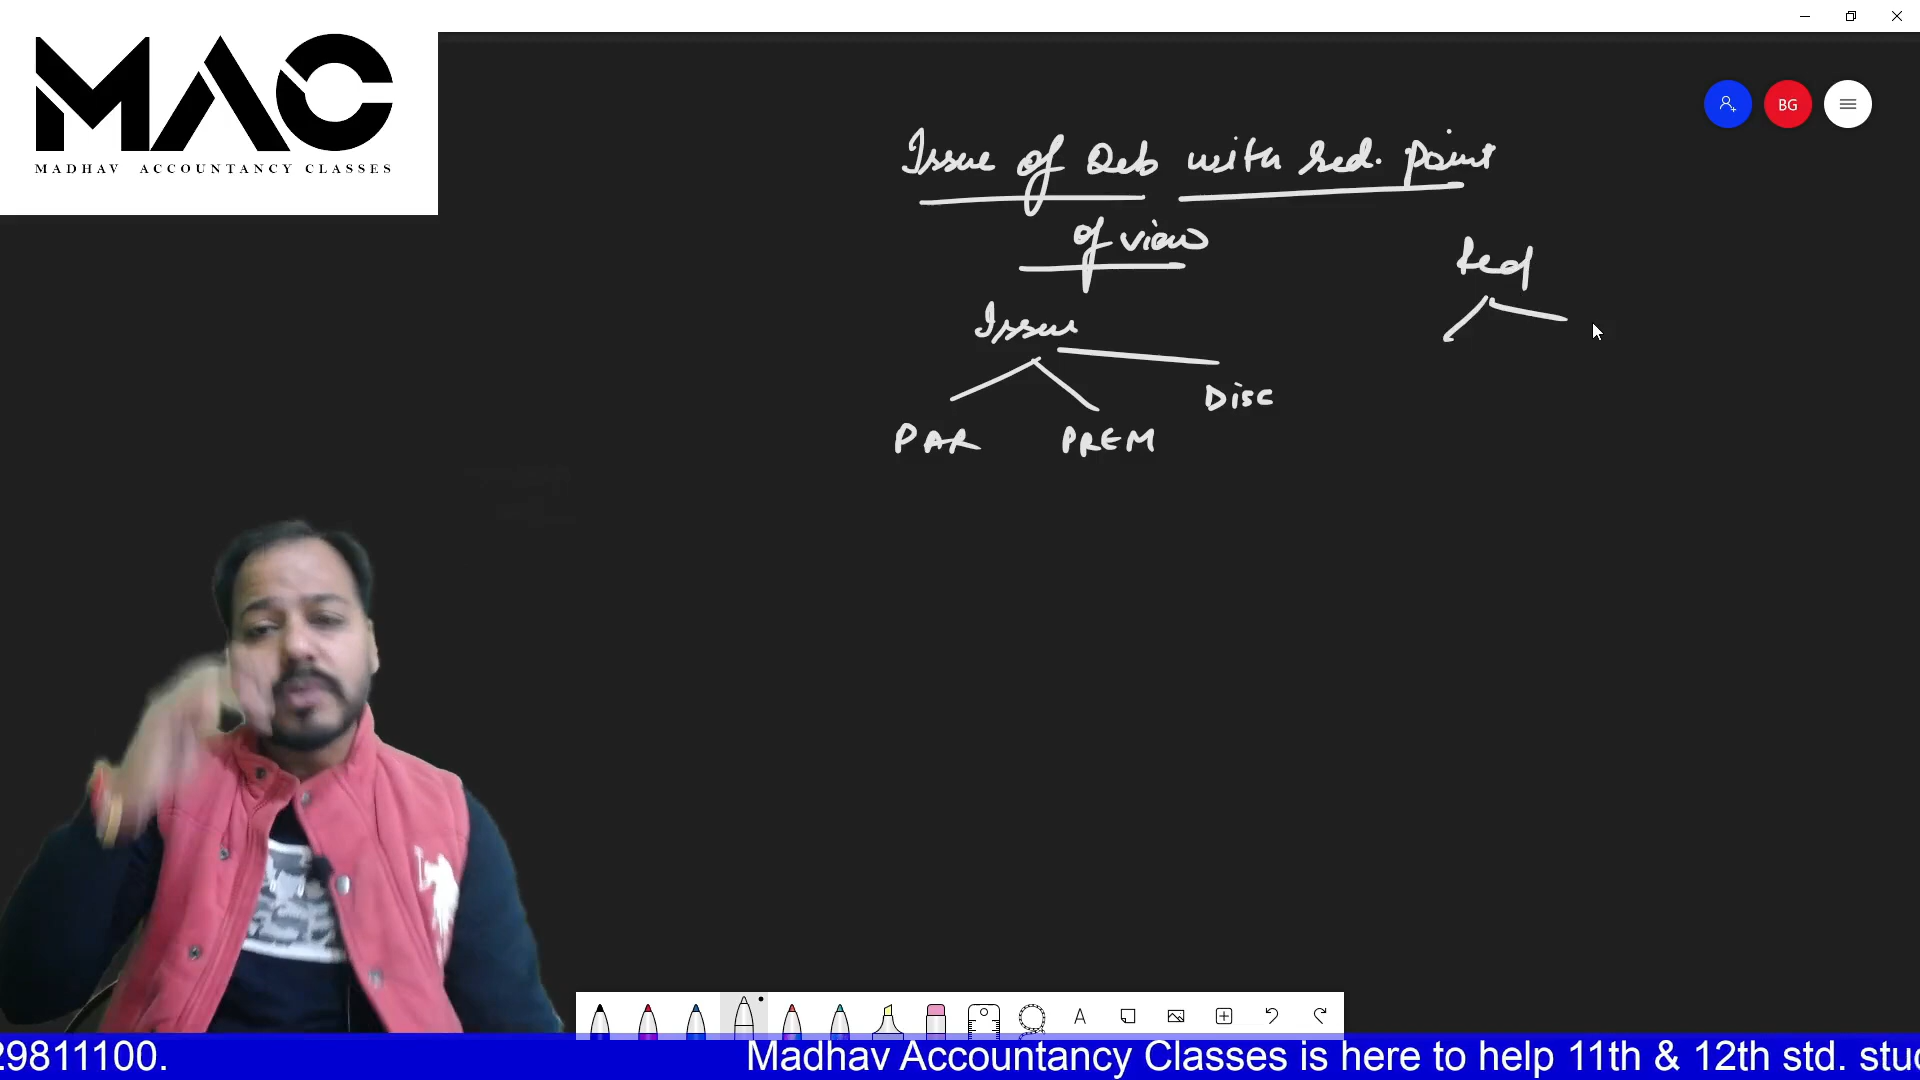 MAC
MADHAV ACCOUNTANCY CLASSES
BG
Issue of Deb with red. point
of view
Red
Issue
Disc
PAR PREM
A
29811100. Madhav Accountancy Classes is here to help 11th & 12th std. stud